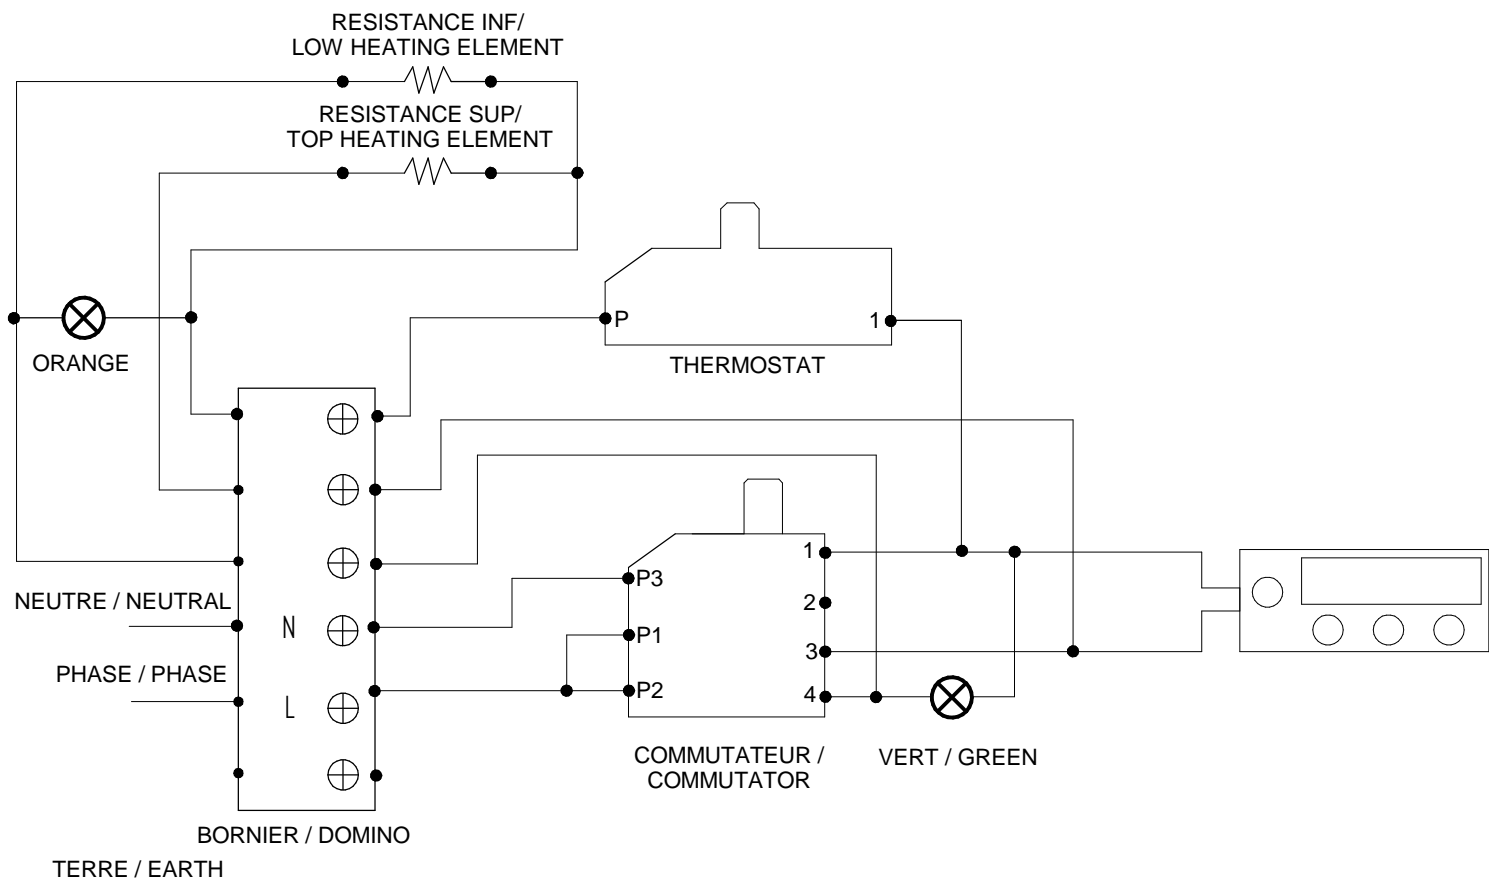 RESISTANCE INF/
LOW HEATING ELEMENT
RESISTANCE SUP/
TOP HEATING ELEMENT
ORANGE
P
1
THERMOSTAT
NEUTRE / NEUTRAL
N
PHASE / PHASE
L
P3
P1
P2
1
2
3
4
COMMUTATEUR /
COMMUTATOR
VERT / GREEN
BORNIER / DOMINO
TERRE / EARTH